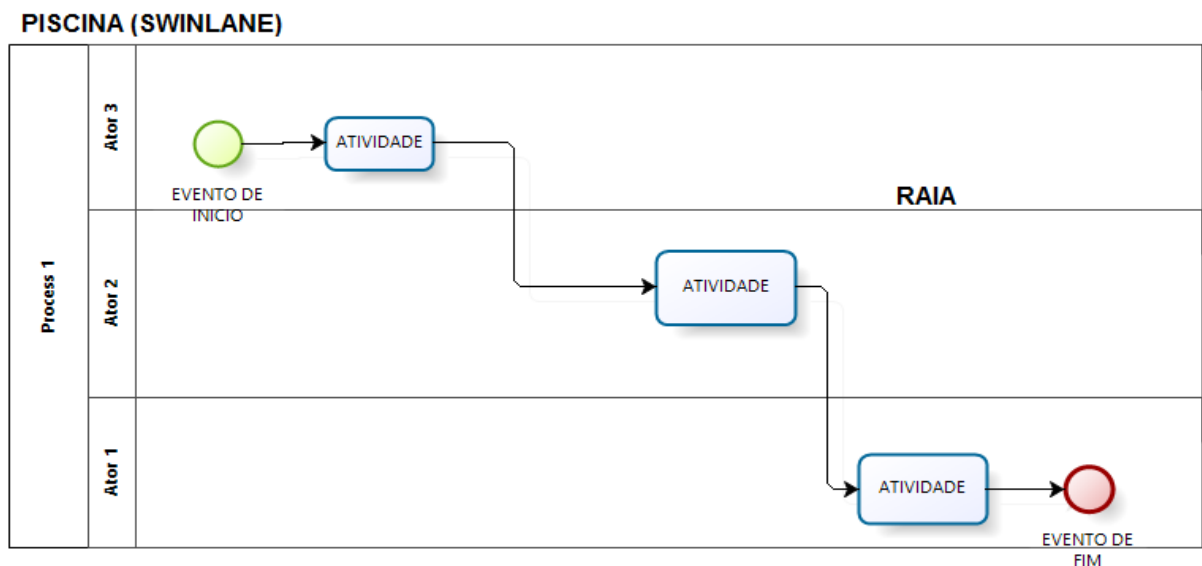 PISCINA (SWINLANE)
Process 1
Ator 3
EVENTO DE
INICIO
ATIVIDADE
RAIA
Ator 2
ATIVIDADE
Ator 1
ATIVIDADE
EVENTO DE
FIM